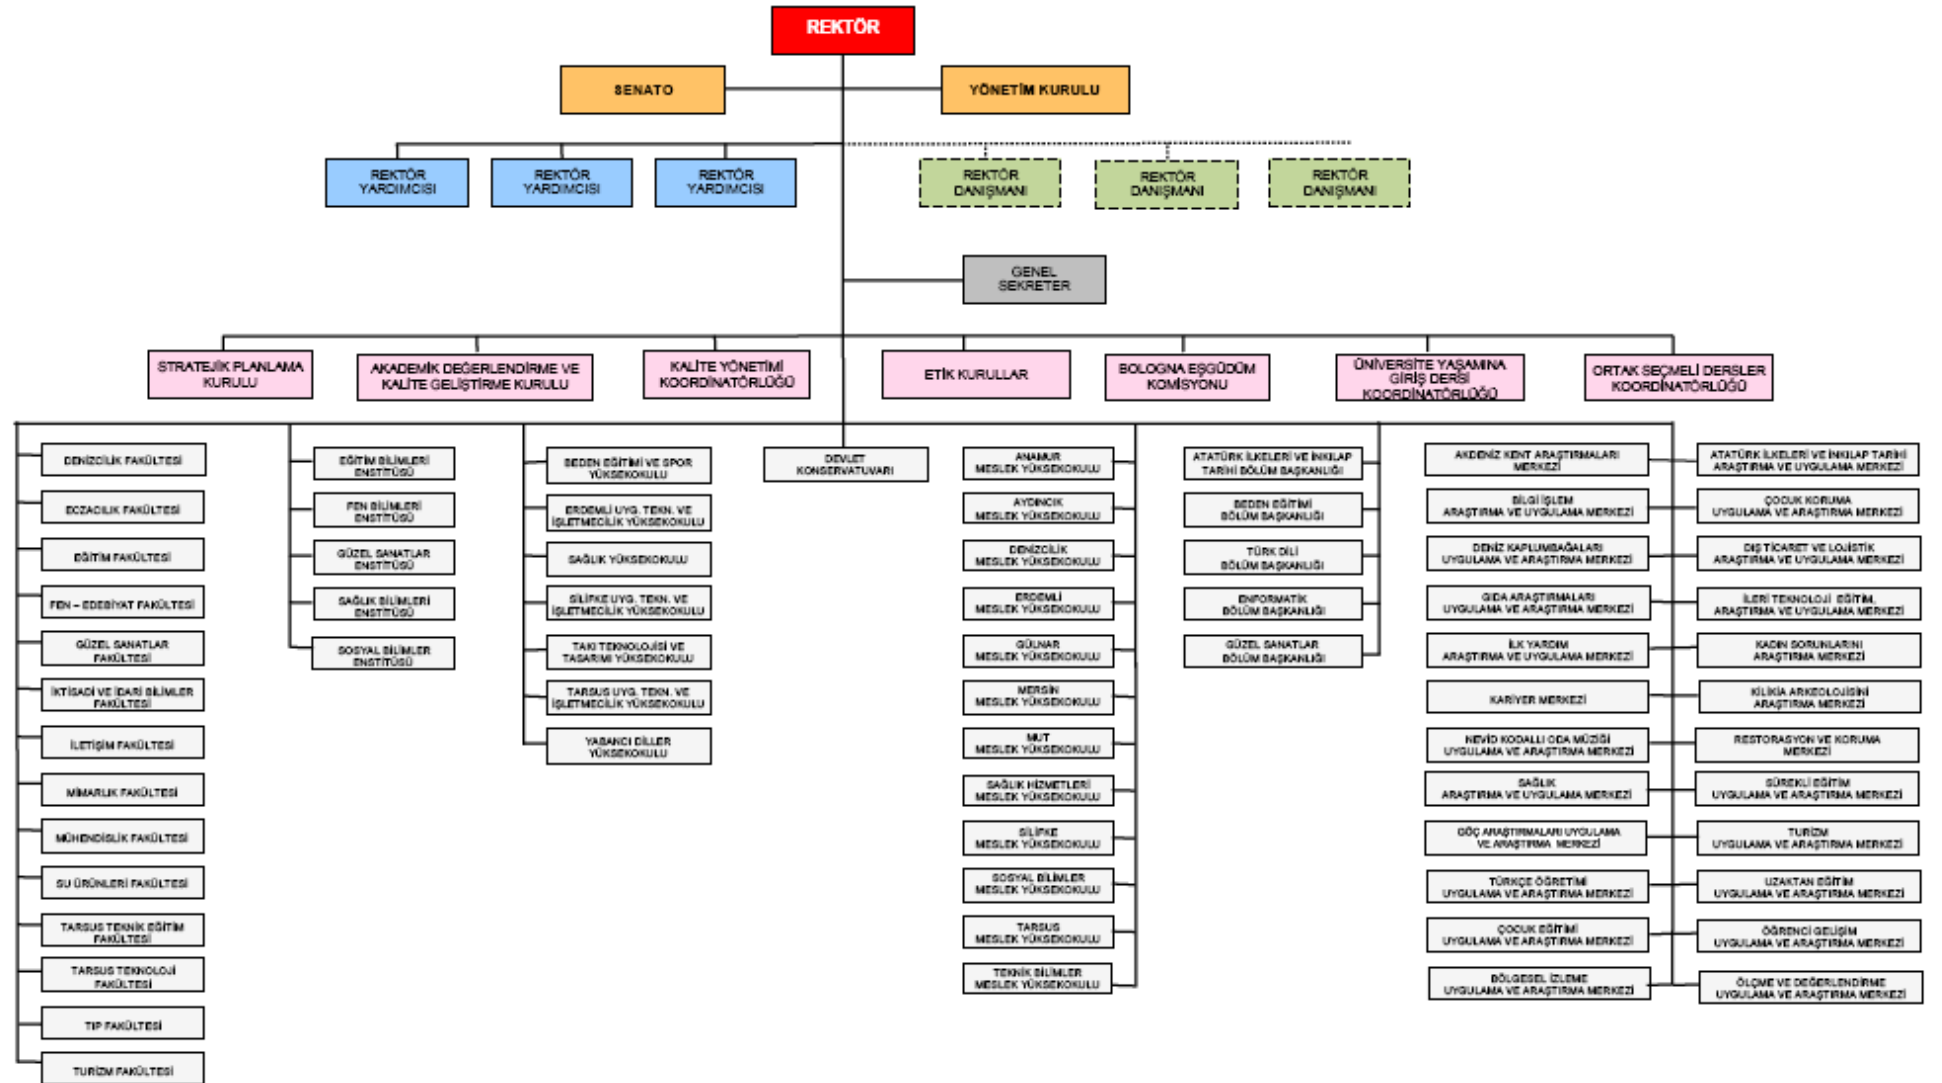 REKTÖR
SENATO
YÖNETİM KURULU
REKTÖR
YARDIMCISI
REKTÖR
YARDIMCISI
REKTÖR
YARDIMCISI
REKTÖR
DANIŞMANI
REKTÖR
DANIŞMANI
REKTÖR
DANIŞMANI
GENEL
SEKRETER
STRATEJİK PLANLAMA
KURULU
AKADEMİK DEĞERLENDİRME VE
KALİTE GELİŞTİRME KURULU
KALİTE YÖNETİMİ
KOORDİNATÖRLÜĞÜ
ETİK KURULLAR
BOLOGNA EŞGÜDÜM
KOMİSYONU
ÜNİVERSİTE YAŞAMINA
GİRİŞ DERSİ
KOORDİNATÖRLÜĞÜ
ORTAK SEÇMELİ DERSLER
KOORDİNATÖRLÜĞÜ
DENİZCİLİK FAKÜLTESİ
ECZACILIK FAKÜLTESİ
EĞİTİM FAKÜLTESİ
FEN – EDEBİYAT FAKÜLTESİ
GÜZEL SANATLAR
FAKÜLTESİ
İKTİSADİ VE İDARİ BİLİMLER
FAKÜLTESİ
İLETİŞİM FAKÜLTESİ
MİMARLIK FAKÜLTESİ
MÜHENDİSLİK FAKÜLTESİ
SU ÜRÜNLERİ FAKÜLTESİ
TARSUS TEKNİK EĞİTİM
FAKÜLTESİ
TARSUS TEKNOLOJİ
FAKÜLTESİ
TIP FAKÜLTESİ
TURİZM FAKÜLTESİ
EĞİTİM BİLİMLERİ
ENSTİTÜSÜ
FEN BİLİMLERİ
ENSTİTÜSÜ
GÜZEL SANATLAR
ENSTİTÜSÜ
SAĞLIK BİLİMLERİ
ENSTİTÜSÜ
SOSYAL BİLİMLER
ENSTİTÜSÜ
BEDEN EĞİTİMİ VE SPOR
YÜKSEKOKULU
ERDEMLİ UYG. TEKN. VE
İŞLETMECİLİK YÜKSEKOKULU
SAĞLIK YÜKSEKOKULU
SİLİFKE UYG. TEKN. VE
İŞLETMECİLİK YÜKSEKOKULU
TAKI TEKNOLOJİSİ VE
TASARIMI YÜKSEKOKULU
TARSUS UYG. TEKN. VE
İŞLETMECİLİK YÜKSEKOKULU
YABANCI DİLLER
YÜKSEKOKULU
DEVLET
KONSERVATUVARI
ANAMUR
MESLEK YÜKSEKOKULU
AYDINCIK
MESLEK YÜKSEKOKULU
DENİZCİLİK
MESLEK YÜKSEKOKULU
ERDEMLİ
MESLEK YÜKSEKOKULU
GÜLNAR
MESLEK YÜKSEKOKULU
MERSİN
MESLEK YÜKSEKOKULU
MUT
MESLEK YÜKSEKOKULU
SAĞLIK HİZMETLERİ
MESLEK YÜKSEKOKULU
SİLİFKE
MESLEK YÜKSEKOKULU
SOSYAL BİLİMLER
MESLEK YÜKSEKOKULU
TARSUS
MESLEK YÜKSEKOKULU
TEKNİK BİLİMLER
MESLEK YÜKSEKOKULU
ATATÜRK İLKELERİ VE İNKILAP
TARİHİ BÖLÜM BAŞKANLIĞI
BEDEN EĞİTİMİ
BÖLÜM BAŞKANLIĞI
TÜRK DİLİ
BÖLÜM BAŞKANLIĞI
ENFORMATİK
BÖLÜM BAŞKANLIĞI
GÜZEL SANATLAR
BÖLÜM BAŞKANLIĞI
AKDENİZ KENT ARAŞTIRMALARI
MERKEZİ
BİLGİ İŞLEM
ARAŞTIRMA VE UYGULAMA MERKEZİ
DENİZ KAPLUMBAĞALARI
UYGULAMA VE ARAŞTIRMA MERKEZİ
GIDA ARAŞTIRMALARI
UYGULAMA VE ARAŞTIRMA MERKEZİ
İLK YARDIM
ARAŞTIRMA VE UYGULAMA MERKEZİ
KARİYER MERKEZİ
NEVİD KODALLI ODA MÜZİĞİ
UYGULAMA VE ARAŞTIRMA MERKEZİ
SAĞLIK
ARAŞTIRMA VE UYGULAMA MERKEZİ
GÖÇ ARAŞTIRMALARI UYGULAMA
VE ARAŞTIRMA MERKEZİ
TÜRKÇE ÖĞRETİMİ
UYGULAMA VE ARAŞTIRMA MERKEZİ
ÇOCUK EĞİTİMİ
UYGULAMA VE ARAŞTIRMA MERKEZİ
BÖLGESEL İZLEME
UYGULAMA VE ARAŞTIRMA MERKEZİ
ATATÜRK İLKELERİ VE İNKILAP TARİHİ
ARAŞTIRMA VE UYGULAMA MERKEZİ
ÇOCUK KORUMA
UYGULAMA VE ARAŞTIRMA MERKEZİ
DIŞ TİCARET VE LOJİSTİK
ARAŞTIRMA VE UYGULAMA MERKEZİ
İLERİ TEKNOLOJİ EĞİTİM,
ARAŞTIRMA VE UYGULAMA MERKEZİ
KADIN SORUNLARINI
ARAŞTIRMA MERKEZİ
KİLİKİA ARKEOLOJİSİNİ
ARAŞTIRMA MERKEZİ
RESTORASYON VE KORUMA
MERKEZİ
SÜREKLİ EĞİTİM
UYGULAMA VE ARAŞTIRMA MERKEZİ
TURİZM
UYGULAMA VE ARAŞTIRMA MERKEZİ
UZAKTAN EĞİTİM
UYGULAMA VE ARAŞTIRMA MERKEZİ
ÖĞRENCİ GELİŞİM
UYGULAMA VE ARAŞTIRMA MERKEZİ
ÖLÇME VE DEĞERLENDİRME
UYGULAMA VE ARAŞTIRMA MERKEZİ